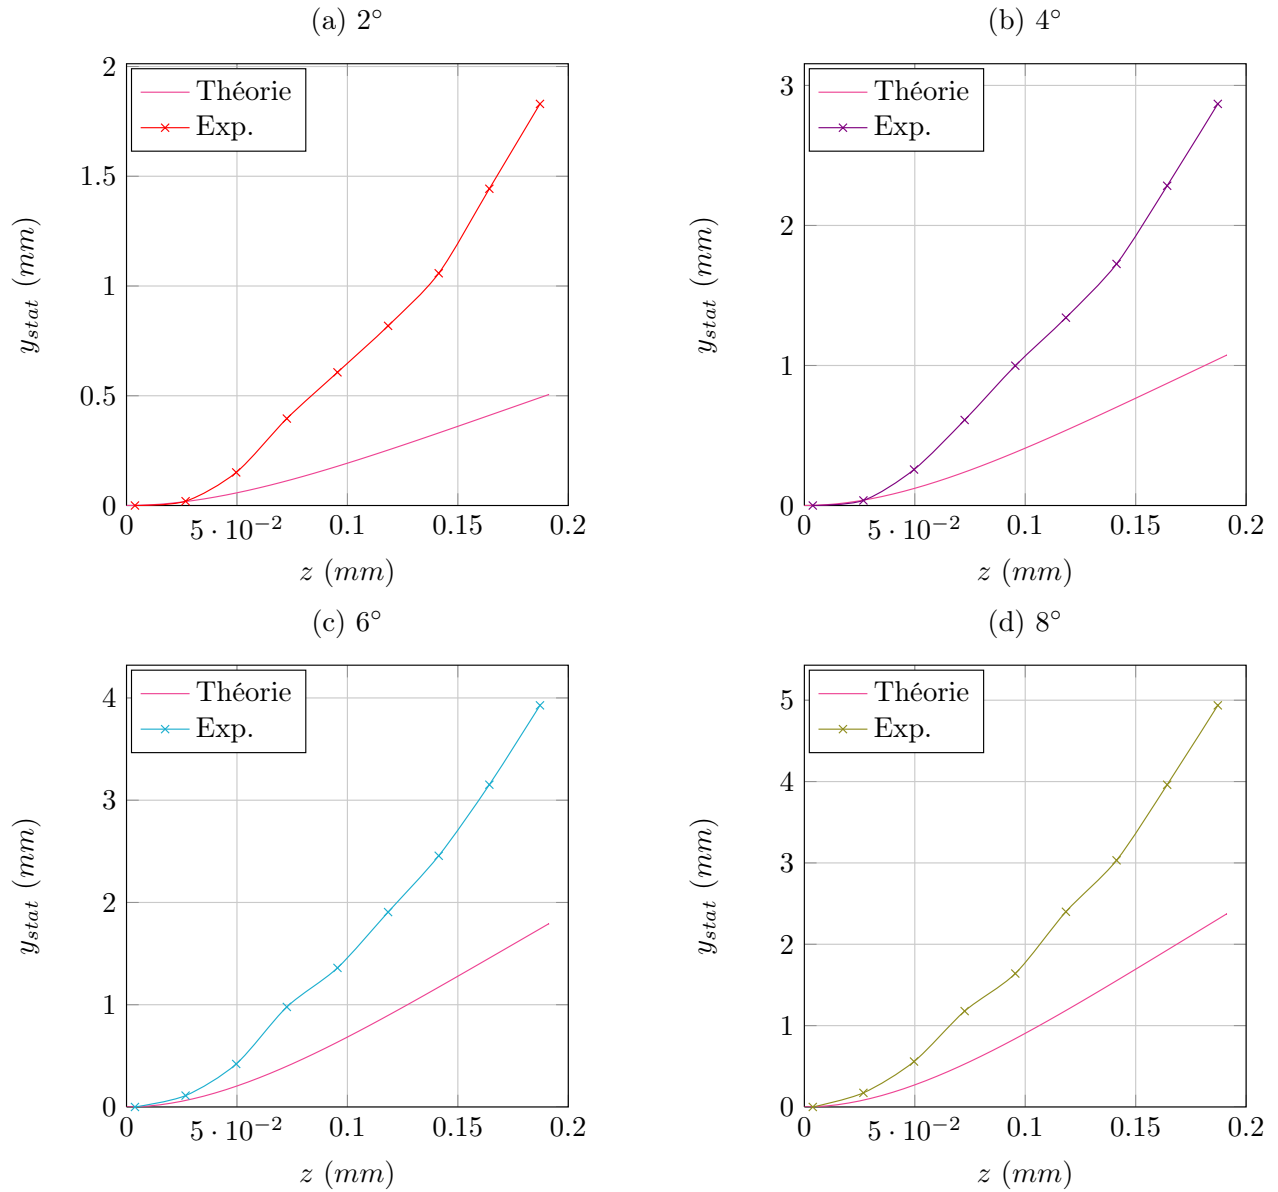 (a) 2°
2
1.5
1
0.5
0
y_stat (mm)
0 5 · 10⁻² 0.1 0.15 0.2
z (mm)
Théorie
Exp.
(b) 4°
3
2
1
0
y_stat (mm)
0 5 · 10⁻² 0.1 0.15 0.2
z (mm)
Théorie
Exp.
(c) 6°
4
3
2
1
0
y_stat (mm)
0 5 · 10⁻² 0.1 0.15 0.2
z (mm)
Théorie
Exp.
(d) 8°
5
4
3
2
1
0
y_stat (mm)
0 5 · 10⁻² 0.1 0.15 0.2
z (mm)
Théorie
Exp.